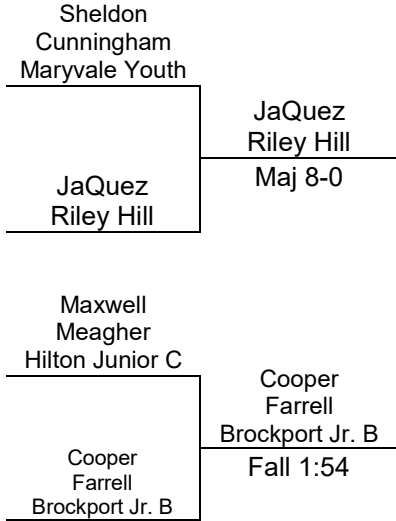 Sheldon
Cunningham
Maryvale Youth
JaQuez
Riley Hill
Maj 8-0
JaQuez
Riley Hill
Maxwell
Meagher
Hilton Junior C
Cooper
Farrell
Brockport Jr. B
Fall 1:54
Cooper
Farrell
Brockport Jr. B